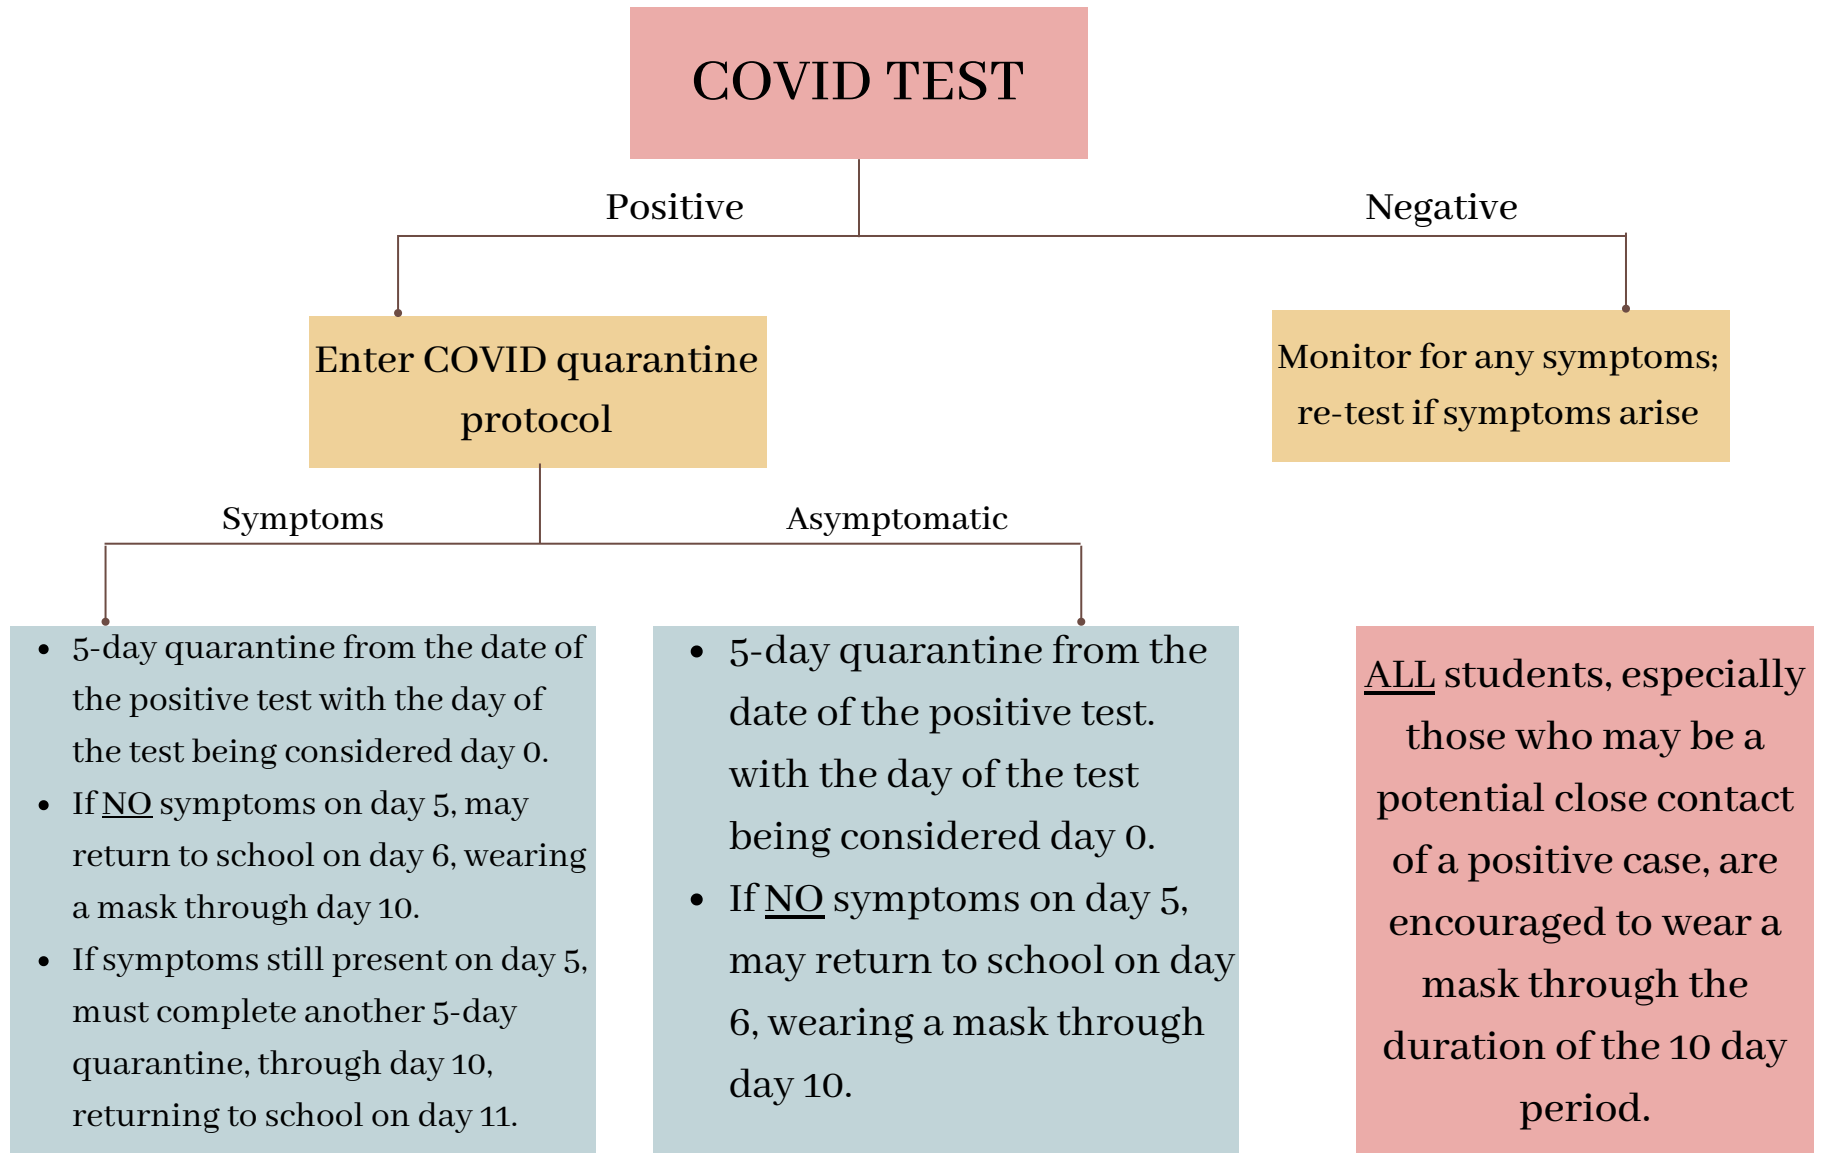 COVID TEST
Positive
Negative
Enter COVID quarantine
protocol
Monitor for any symptoms;
re-test if symptoms arise
Symptoms
Asymptomatic
• 5-day quarantine from the date of
the positive test with the day of
the test being considered day 0.
• If NO symptoms on day 5, may
return to school on day 6, wearing
a mask through day 10.
• If symptoms still present on day 5,
must complete another 5-day
quarantine, through day 10,
returning to school on day 11.
• 5-day quarantine from the
date of the positive test.
with the day of the test
being considered day 0.
• If NO symptoms on day 5,
may return to school on day
6, wearing a mask through
day 10.
ALL students, especially
those who may be a
potential close contact
of a positive case, are
encouraged to wear a
mask through the
duration of the 10 day
period.